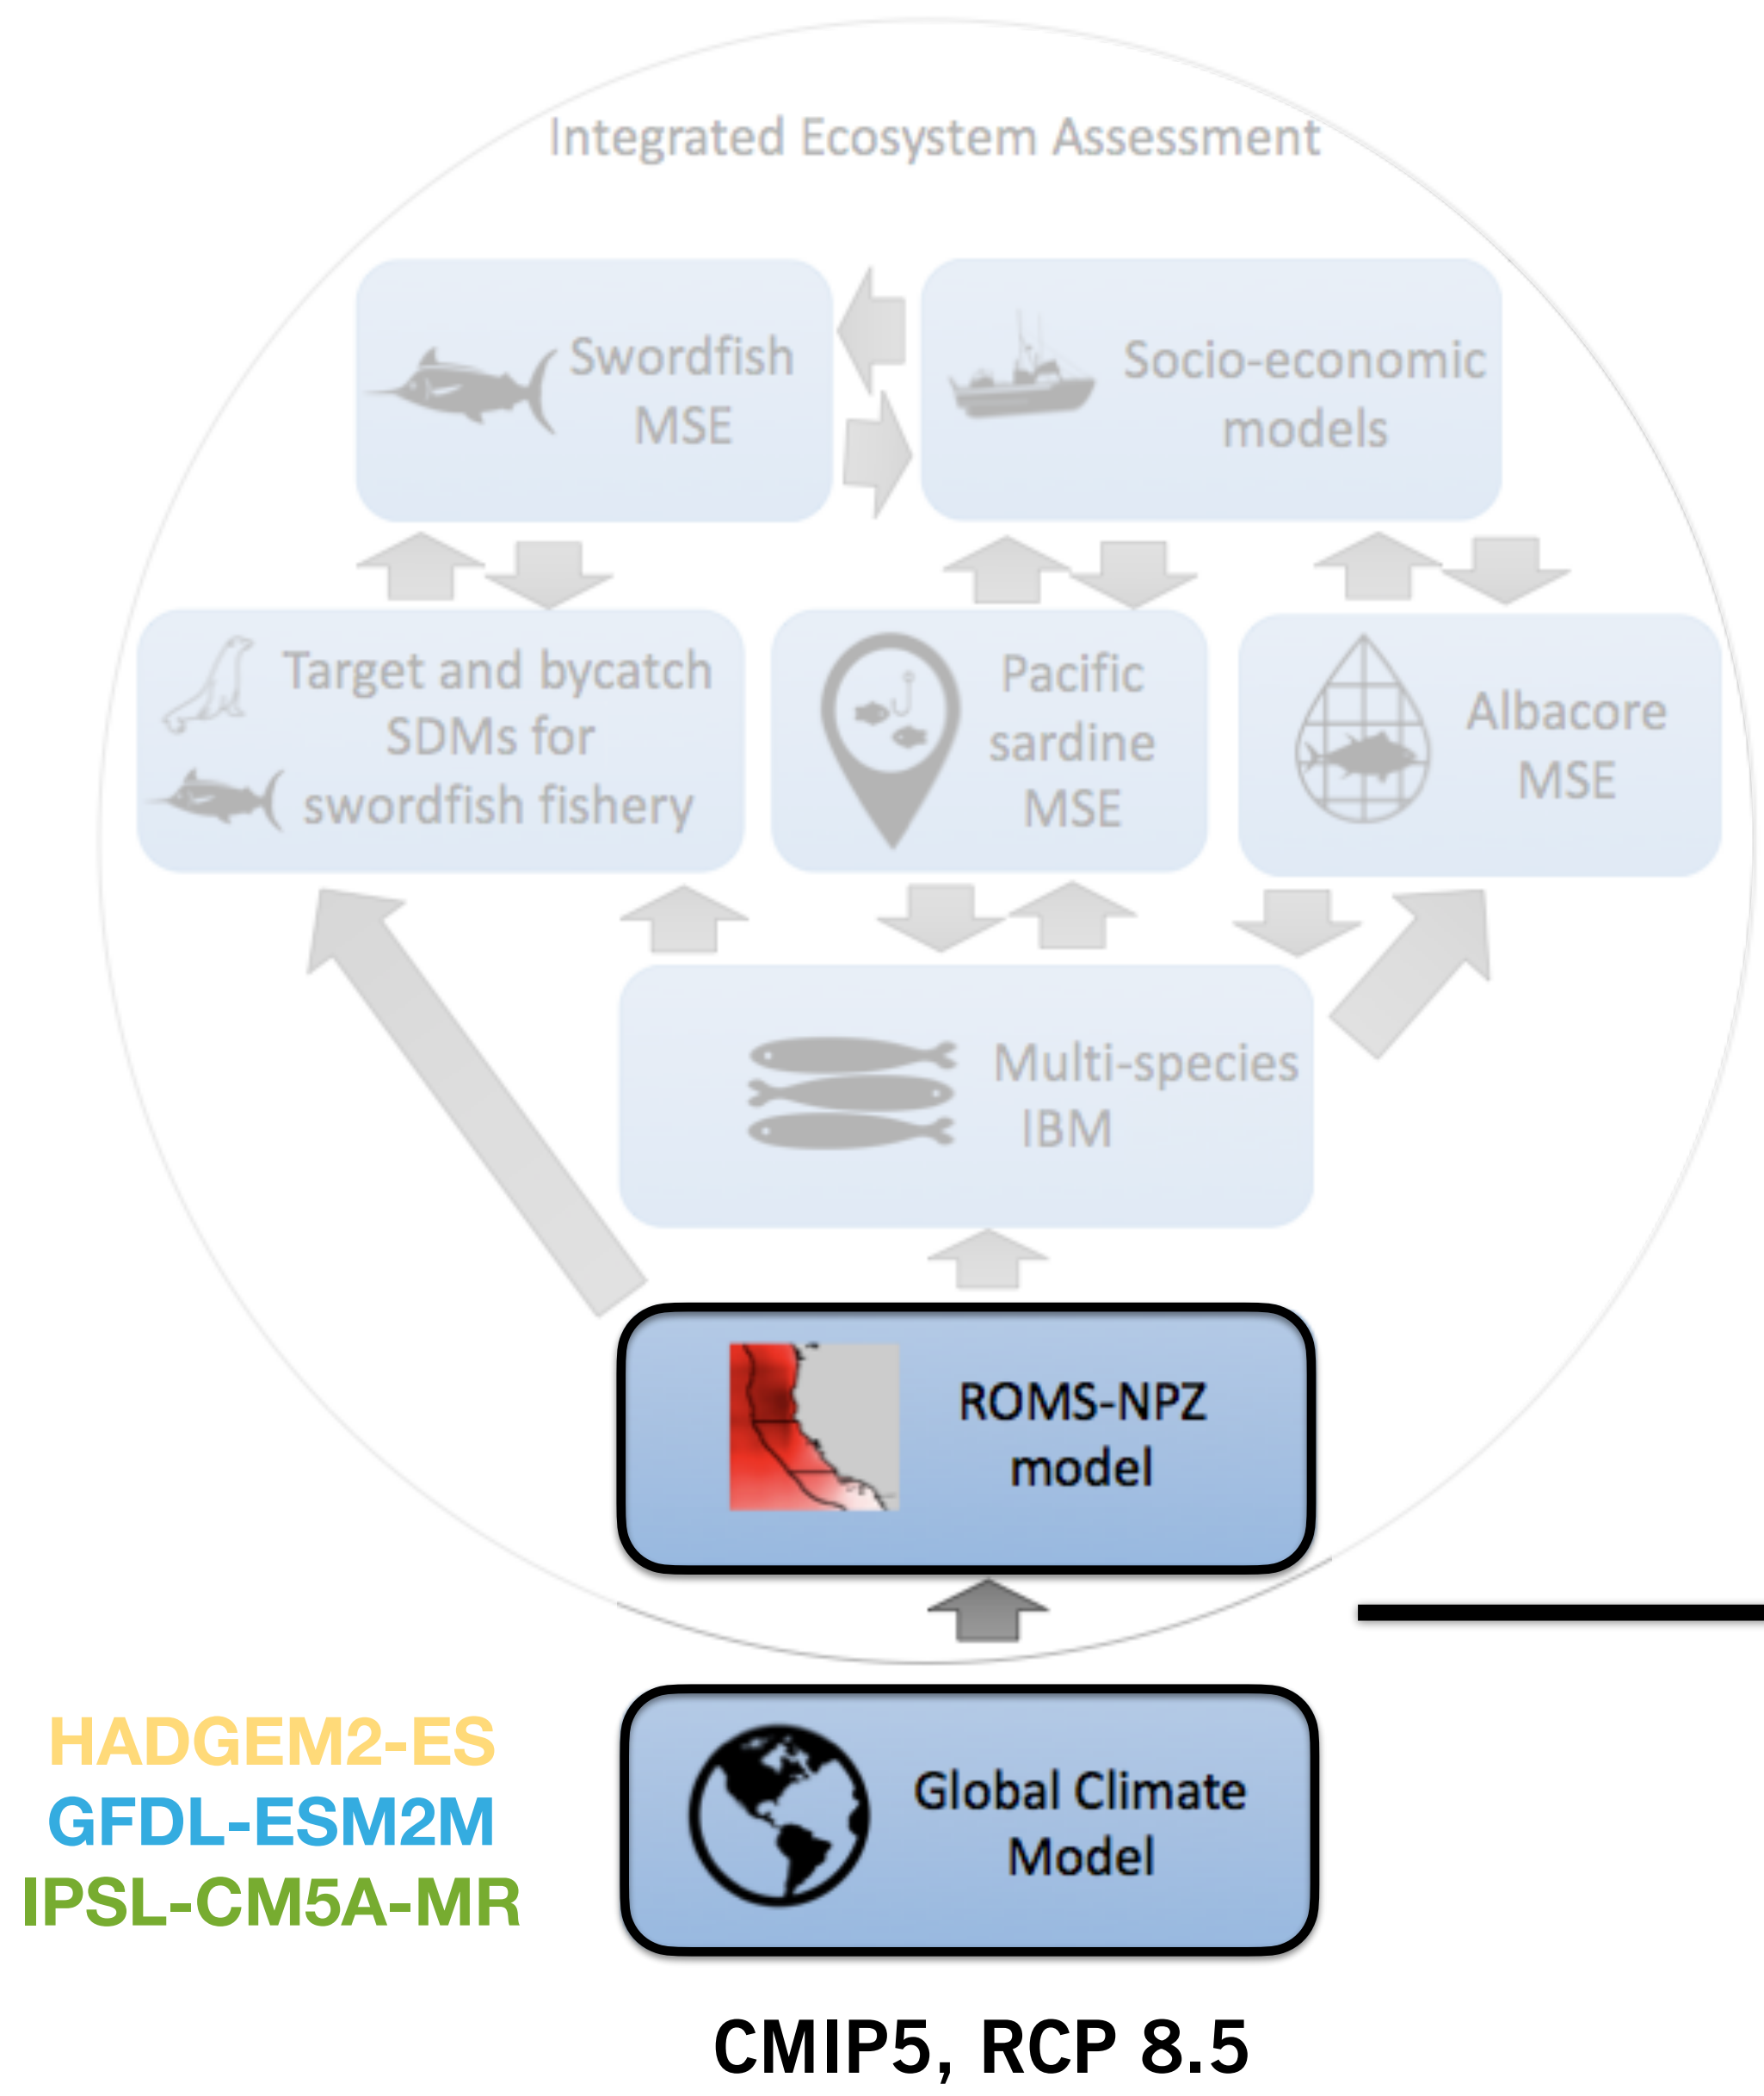 Integrated Ecosystem Assessment
Swordfish
MSE
Socio-economic
models
Target and bycatch
SDMs for
swordfish fishery
Pacific
sardine
MSE
Albacore
MSE
Multi-species
IBM
ROMS-NPZ
model
HADGEM2-ES
GFDL-ESM2M
IPSL-CM5A-MR
Global Climate
Model
CMIP5, RCP 8.5